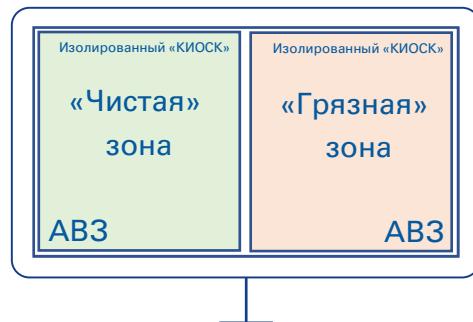 Изолированный «КИОСК»
«Чистая»
зона
АВЗ
Изолированный «КИОСК»
«Грязная»
зона
АВЗ